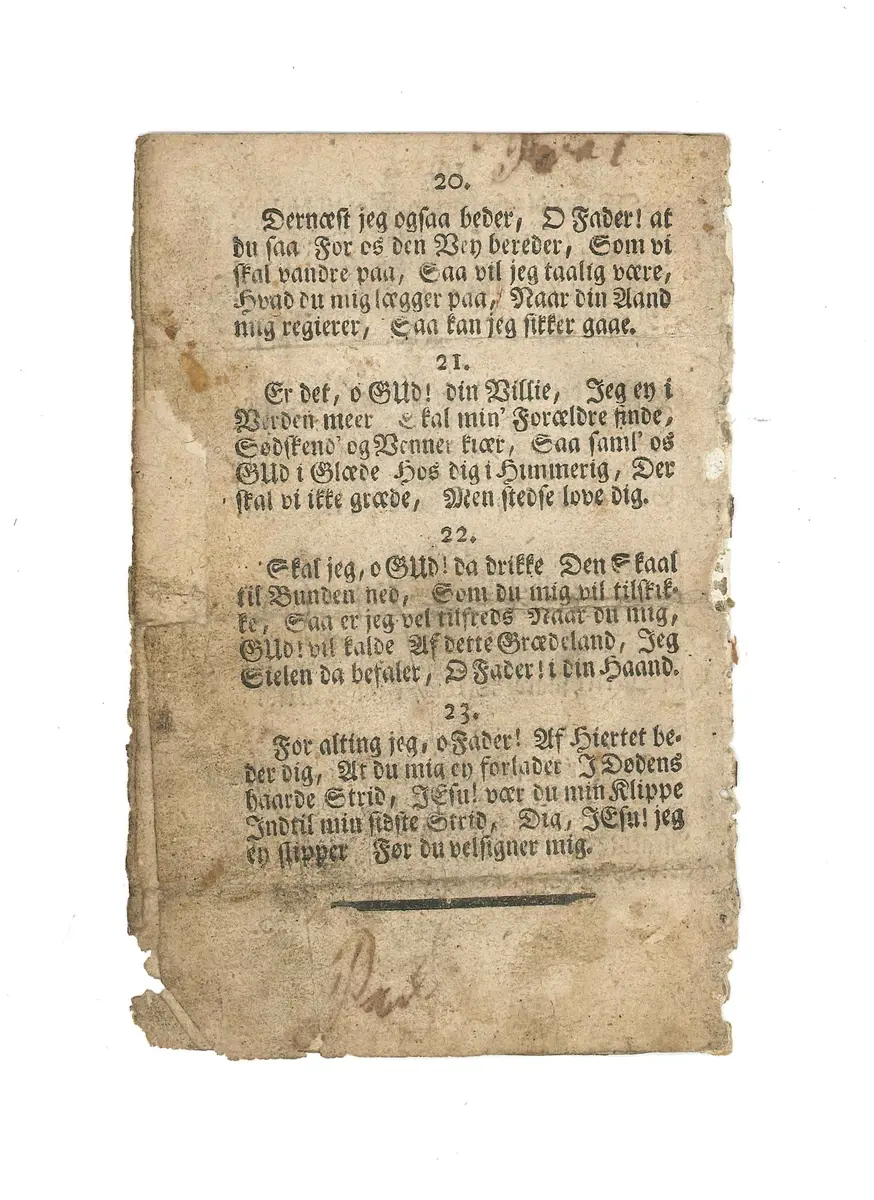 20.
Dernæst jeg ogsaa beder, O Fader! at
du saa For os den Vey bereder, Som vi
skal vandre paa, Saa vil jeg taalig være,
Hvad du mig lægger paa, Naar din Aand
mig regierer, Saa kan jeg sikker gaae.
21.
Er det, o GUd! din Villie, Jeg ey i
Verden meer Skal min' Forældre finde,
Sødskend' og Venner kiær, Saa saml' os
GUd i Glæde Hos dig i Himmerig, Der
skal vi ikke græde, Men stedse love dig.
22.
Skal jeg, o GUd! da drikke Den Skaal
til Bunden ned, Som du mig vil tilskik-
ke, Saa er jeg vel tilfreds Naar du mig,
GUd! vil kalde Af dette Grædeland, Jeg
Sielen da befaler, O Fader! i din Haand.
23.
For alting jeg, o Fader! Af Hiertet be-
der dig, At du mig ey forlader I Dødens
haarde Strid, JEsu! vær du min Klippe
Indtil min sidste Strid, Dig, JEsu! jeg
ey slipper Før du velsigner mig.